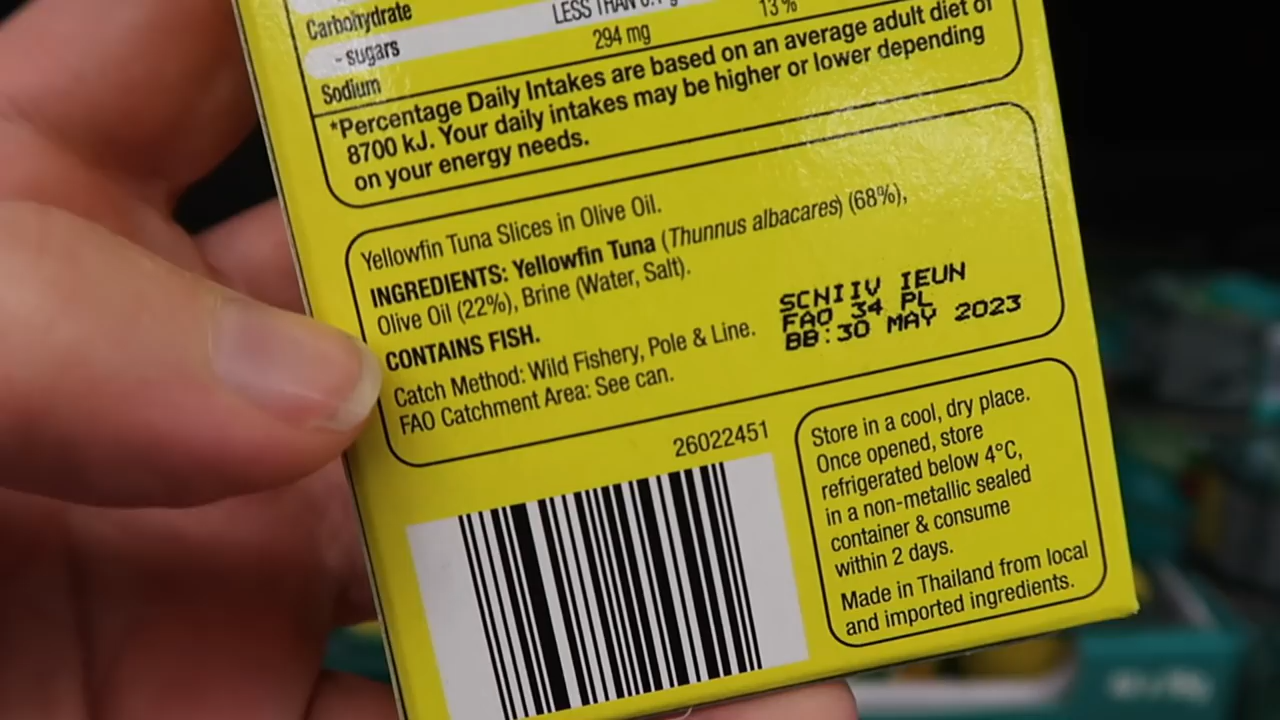 Carbohydrate
- sugars LESS THAN 0.1 g
Sodium 294 mg 13%
*Percentage Daily Intakes are based on an average adult diet of
8700 kJ. Your daily intakes may be higher or lower depending
on your energy needs.
Yellowfin Tuna Slices in Olive Oil.
INGREDIENTS: Yellowfin Tuna (Thunnus albacares) (68%),
Olive Oil (22%), Brine (Water, Salt).
CONTAINS FISH.
Catch Method: Wild Fishery, Pole & Line.
FAO Catchment Area: See can.
SCNIIV IEUN
FAO 34 PL
BB:30 MAY 2023
26022451
Store in a cool, dry place.
Once opened, store
refrigerated below 4°C,
in a non-metallic sealed
container & consume
within 2 days.
Made in Thailand from local
and imported ingredients.